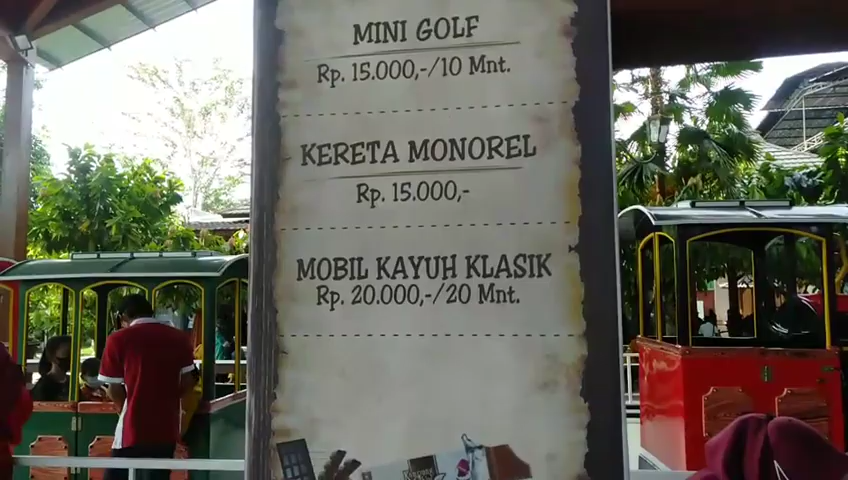 MINI GOLF
Rp. 15.000,-/10 Mnt.
KERETA MONOREL
Rp. 15.000,-
MOBIL KAYUH KLASIK
Rp. 20.000,-/20 Mnt.